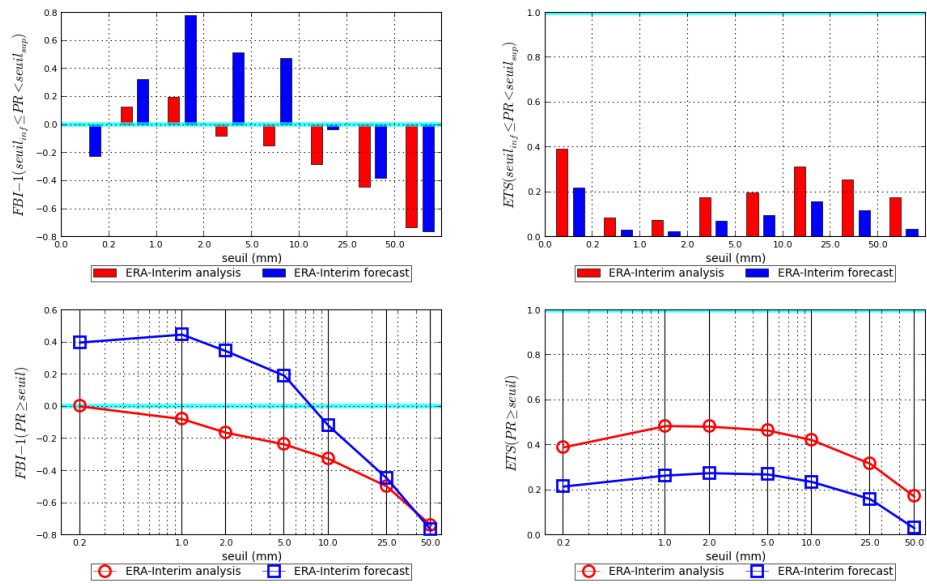 0.8
0.6
0.4
0.2
0.0
−0.2
−0.4
−0.6
−0.8
FBI−1(seuil_inf ≤ PR < seuil_sup)
0.0 0.2 1.0 2.0 5.0 10.0 25.0 50.0
seuil (mm)
ERA-Interim analysis ERA-Interim forecast
1.0
0.8
0.6
0.4
0.2
0.0
ETS(seuil_inf ≤ PR < seuil_sup)
0.0 0.2 1.0 2.0 5.0 10.0 25.0 50.0
seuil (mm)
ERA-Interim analysis ERA-Interim forecast
0.6
0.4
0.2
0.0
−0.2
−0.4
−0.6
−0.8
FBI−1(PR ≥ seuil)
0.2 1.0 2.0 5.0 10.0 25.0 50.0
seuil (mm)
ERA-Interim analysis ERA-Interim forecast
1.0
0.8
0.6
0.4
0.2
0.0
ETS(PR ≥ seuil)
0.2 1.0 2.0 5.0 10.0 25.0 50.0
seuil (mm)
ERA-Interim analysis ERA-Interim forecast